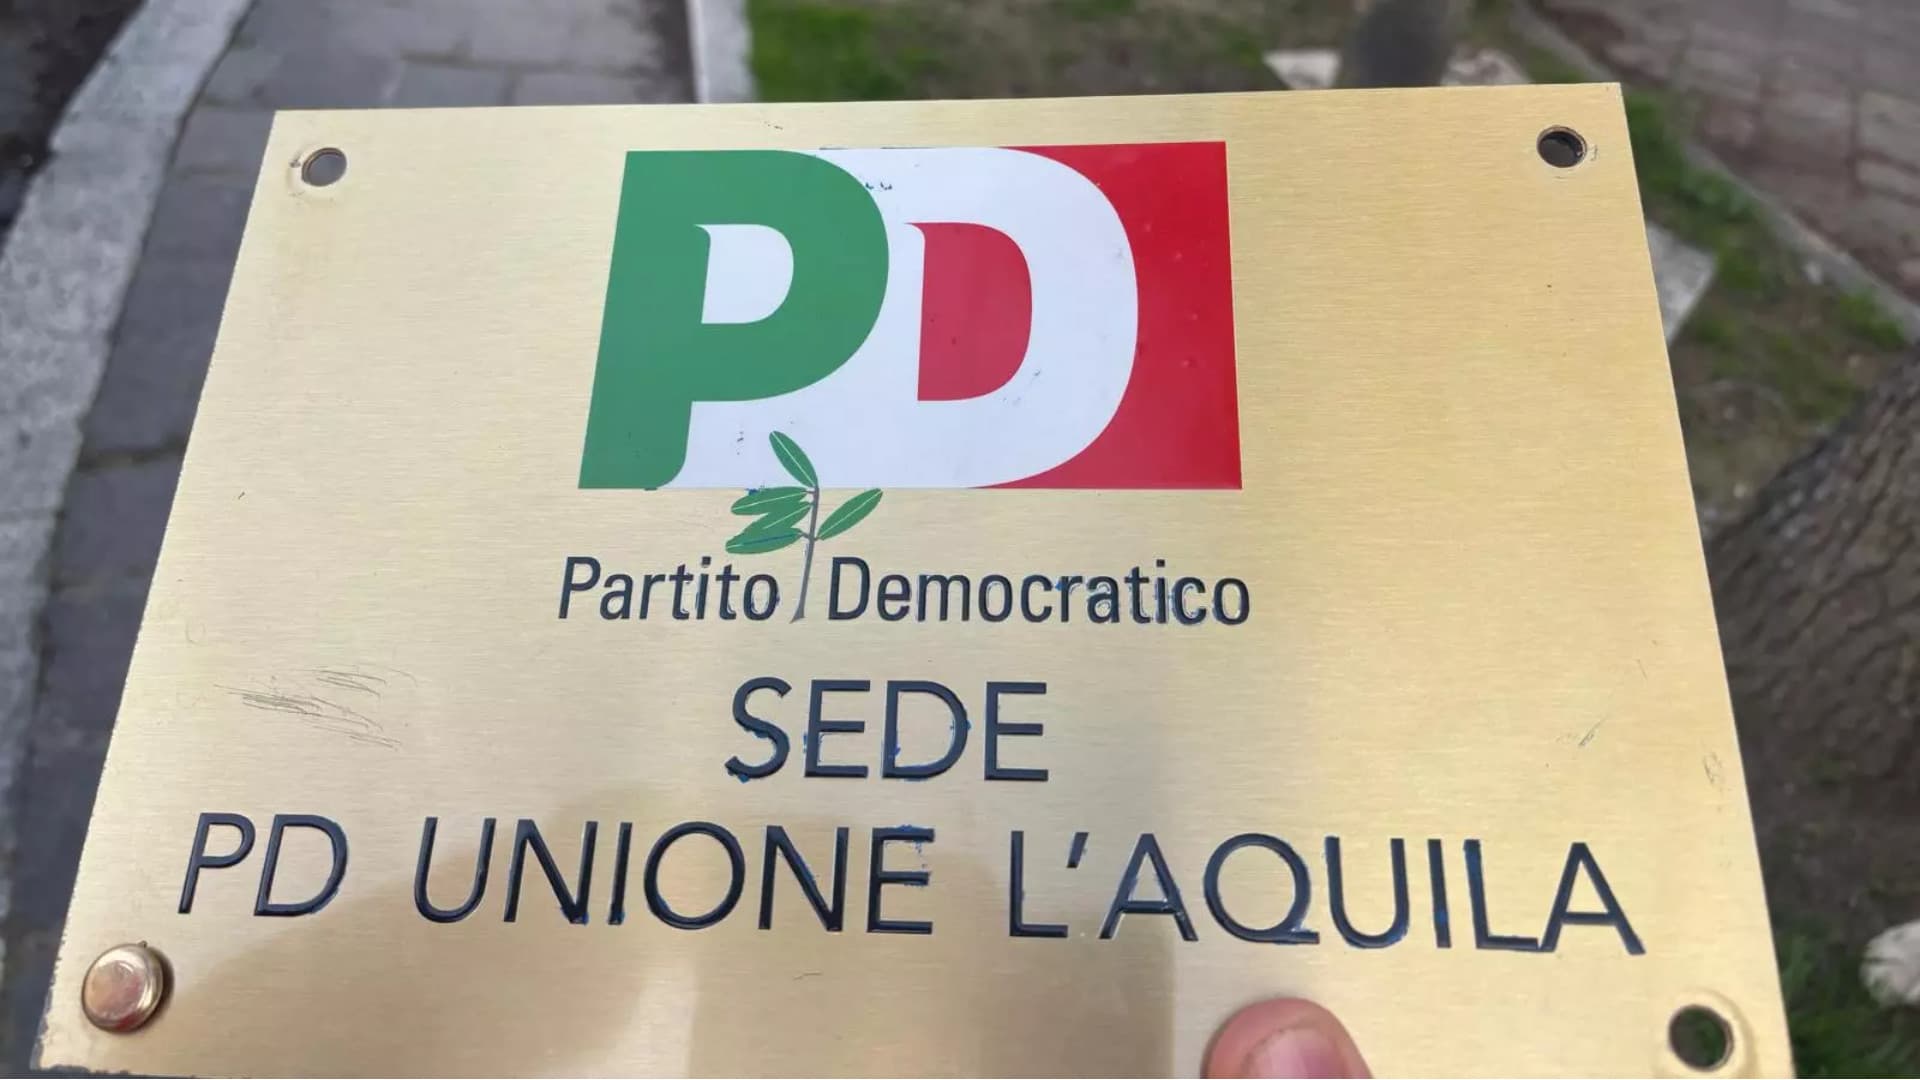 PD
Partito Democratico
SEDE
PD UNIONE L'AQUILA